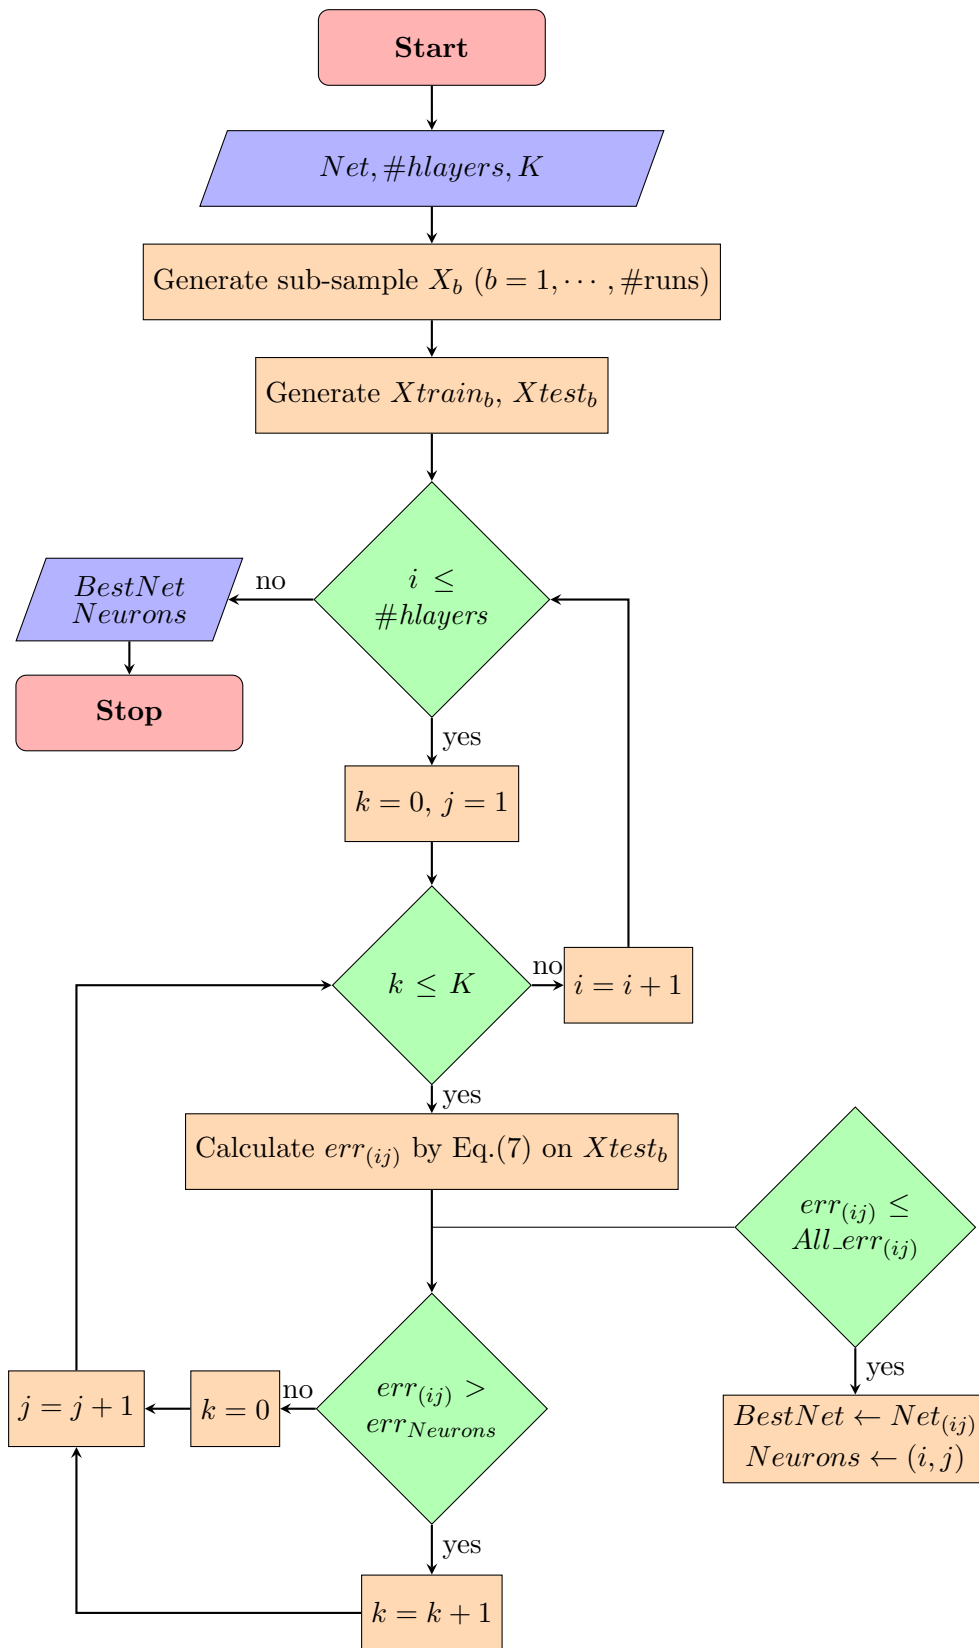 Start
Net, #hlayers, K
Generate sub-sample X_b (b = 1, ⋯ , #runs)
Generate Xtrain_b, Xtest_b
i ≤
#hlayers
no
BestNet
Neurons
Stop
yes
k = 0, j = 1
k ≤ K
no
i = i + 1
yes
Calculate err_(ij) by Eq.(7) on Xtest_b
err_(ij) ≤
All_err_(ij)
yes
BestNet ← Net_(ij)
Neurons ← (i, j)
err_(ij) >
err_Neurons
no
k = 0
j = j + 1
yes
k = k + 1